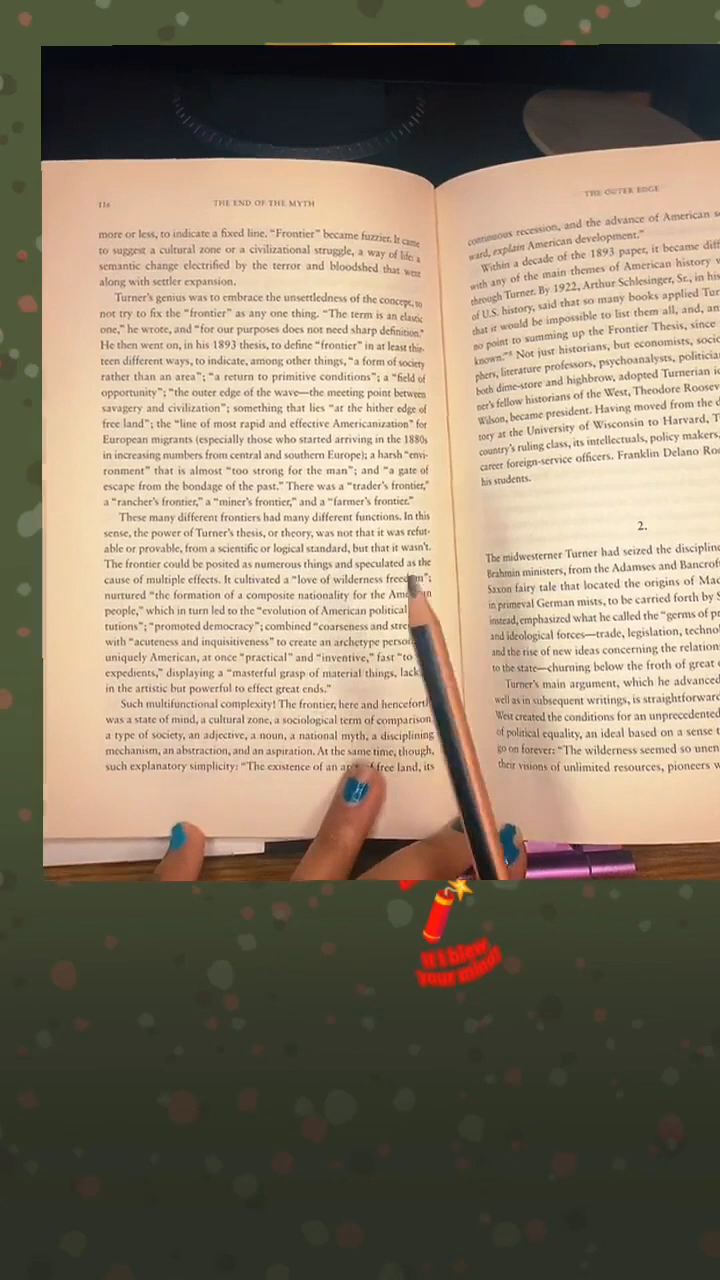 116
THE END OF THE MYTH
more or less, to indicate a fixed line. “Frontier” became fuzzier. It came
to suggest a cultural zone or a civilizational struggle, a way of life: a
semantic change electrified by the terror and bloodshed that went
along with settler expansion.
Turner’s genius was to embrace the unsettledness of the concept, to
not try to fix the “frontier” as any one thing. “The term is an elastic
one,” he wrote, and “for our purposes does not need sharp definition.”
He then went on, in his 1893 thesis, to define “frontier” in at least thir-
teen different ways, to indicate, among other things, “a form of society
rather than an area”; “a return to primitive conditions”; a “field of
opportunity”; “the outer edge of the wave—the meeting point between
savagery and civilization”; something that lies “at the hither edge of
free land”; the “line of most rapid and effective Americanization” for
European migrants (especially those who started arriving in the 1880s
in increasing numbers from central and southern Europe); a harsh “envi-
ronment” that is almost “too strong for the man”; and “a gate of
escape from the bondage of the past.” There was a “trader’s frontier,”
a “rancher’s frontier,” a “miner’s frontier,” and a “farmer’s frontier.”
These many different frontiers had many different functions. In this
sense, the power of Turner’s thesis, or theory, was not that it was refut-
able or provable, from a scientific or logical standard, but that it wasn’t.
The frontier could be posited as numerous things and speculated as the
cause of multiple effects. It cultivated a “love of wilderness freedom”;
nurtured “the formation of a composite nationality for the American
people,” which in turn led to the “evolution of American political
tutions”; “promoted democracy”; combined “coarseness and
with “acuteness and inquisitiveness” to create an archetype
uniquely American, at once “practical” and “inventive,” fast “to
expedients,” displaying a “masterful grasp of material things,
in the artistic but powerful to effect great ends.”
Such multifunctional complexity! The frontier, here and henceforth
was a state of mind, a cultural zone, a sociological term of comparison
a type of society, an adjective, a noun, a national myth, a disciplining
mechanism, an abstraction, and an aspiration. At the same time, though,
such explanatory simplicity: “The existence of an free land, its
THE OUTER EDGE
continuous recession, and the advance of American
ward, explain American development.”
Within a decade of the 1893 paper, it became
with any of the main themes of American history
through Turner. By 1922, Arthur Schlesinger, Sr., in his
of U.S. history, said that so many books applied
that it would be impossible to list them all, and,
no point to summing up the Frontier Thesis, since
known.”⁸ Not just historians, but economists,
phers, literature professors, psychoanalysts,
both dime-store and highbrow, adopted Turnerian
ner’s fellow historians of the West, Theodore
Wilson, became president. Having moved from the
tory at the University of Wisconsin to Harvard,
country’s ruling class, its intellectuals, policy makers,
career foreign-service officers. Franklin Delano
his students.
2.
The midwesterner Turner had seized the
Brahmin ministers, from the Adamses and
Saxon fairy tale that located the origins of
in primeval German mists, to be carried forth by
instead, emphasized what he called the “germs of
and ideological forces—trade, legislation,
and the rise of new ideas concerning the
to the state—churning below the froth of great
Turner’s main argument, which he advanced
well as in subsequent writings, is straightforward
West created the conditions for an unprecedented
of political equality, an ideal based on a sense
go on forever: “The wilderness seemed so
their visions of unlimited resources, pioneers
If I blew
Your mind!